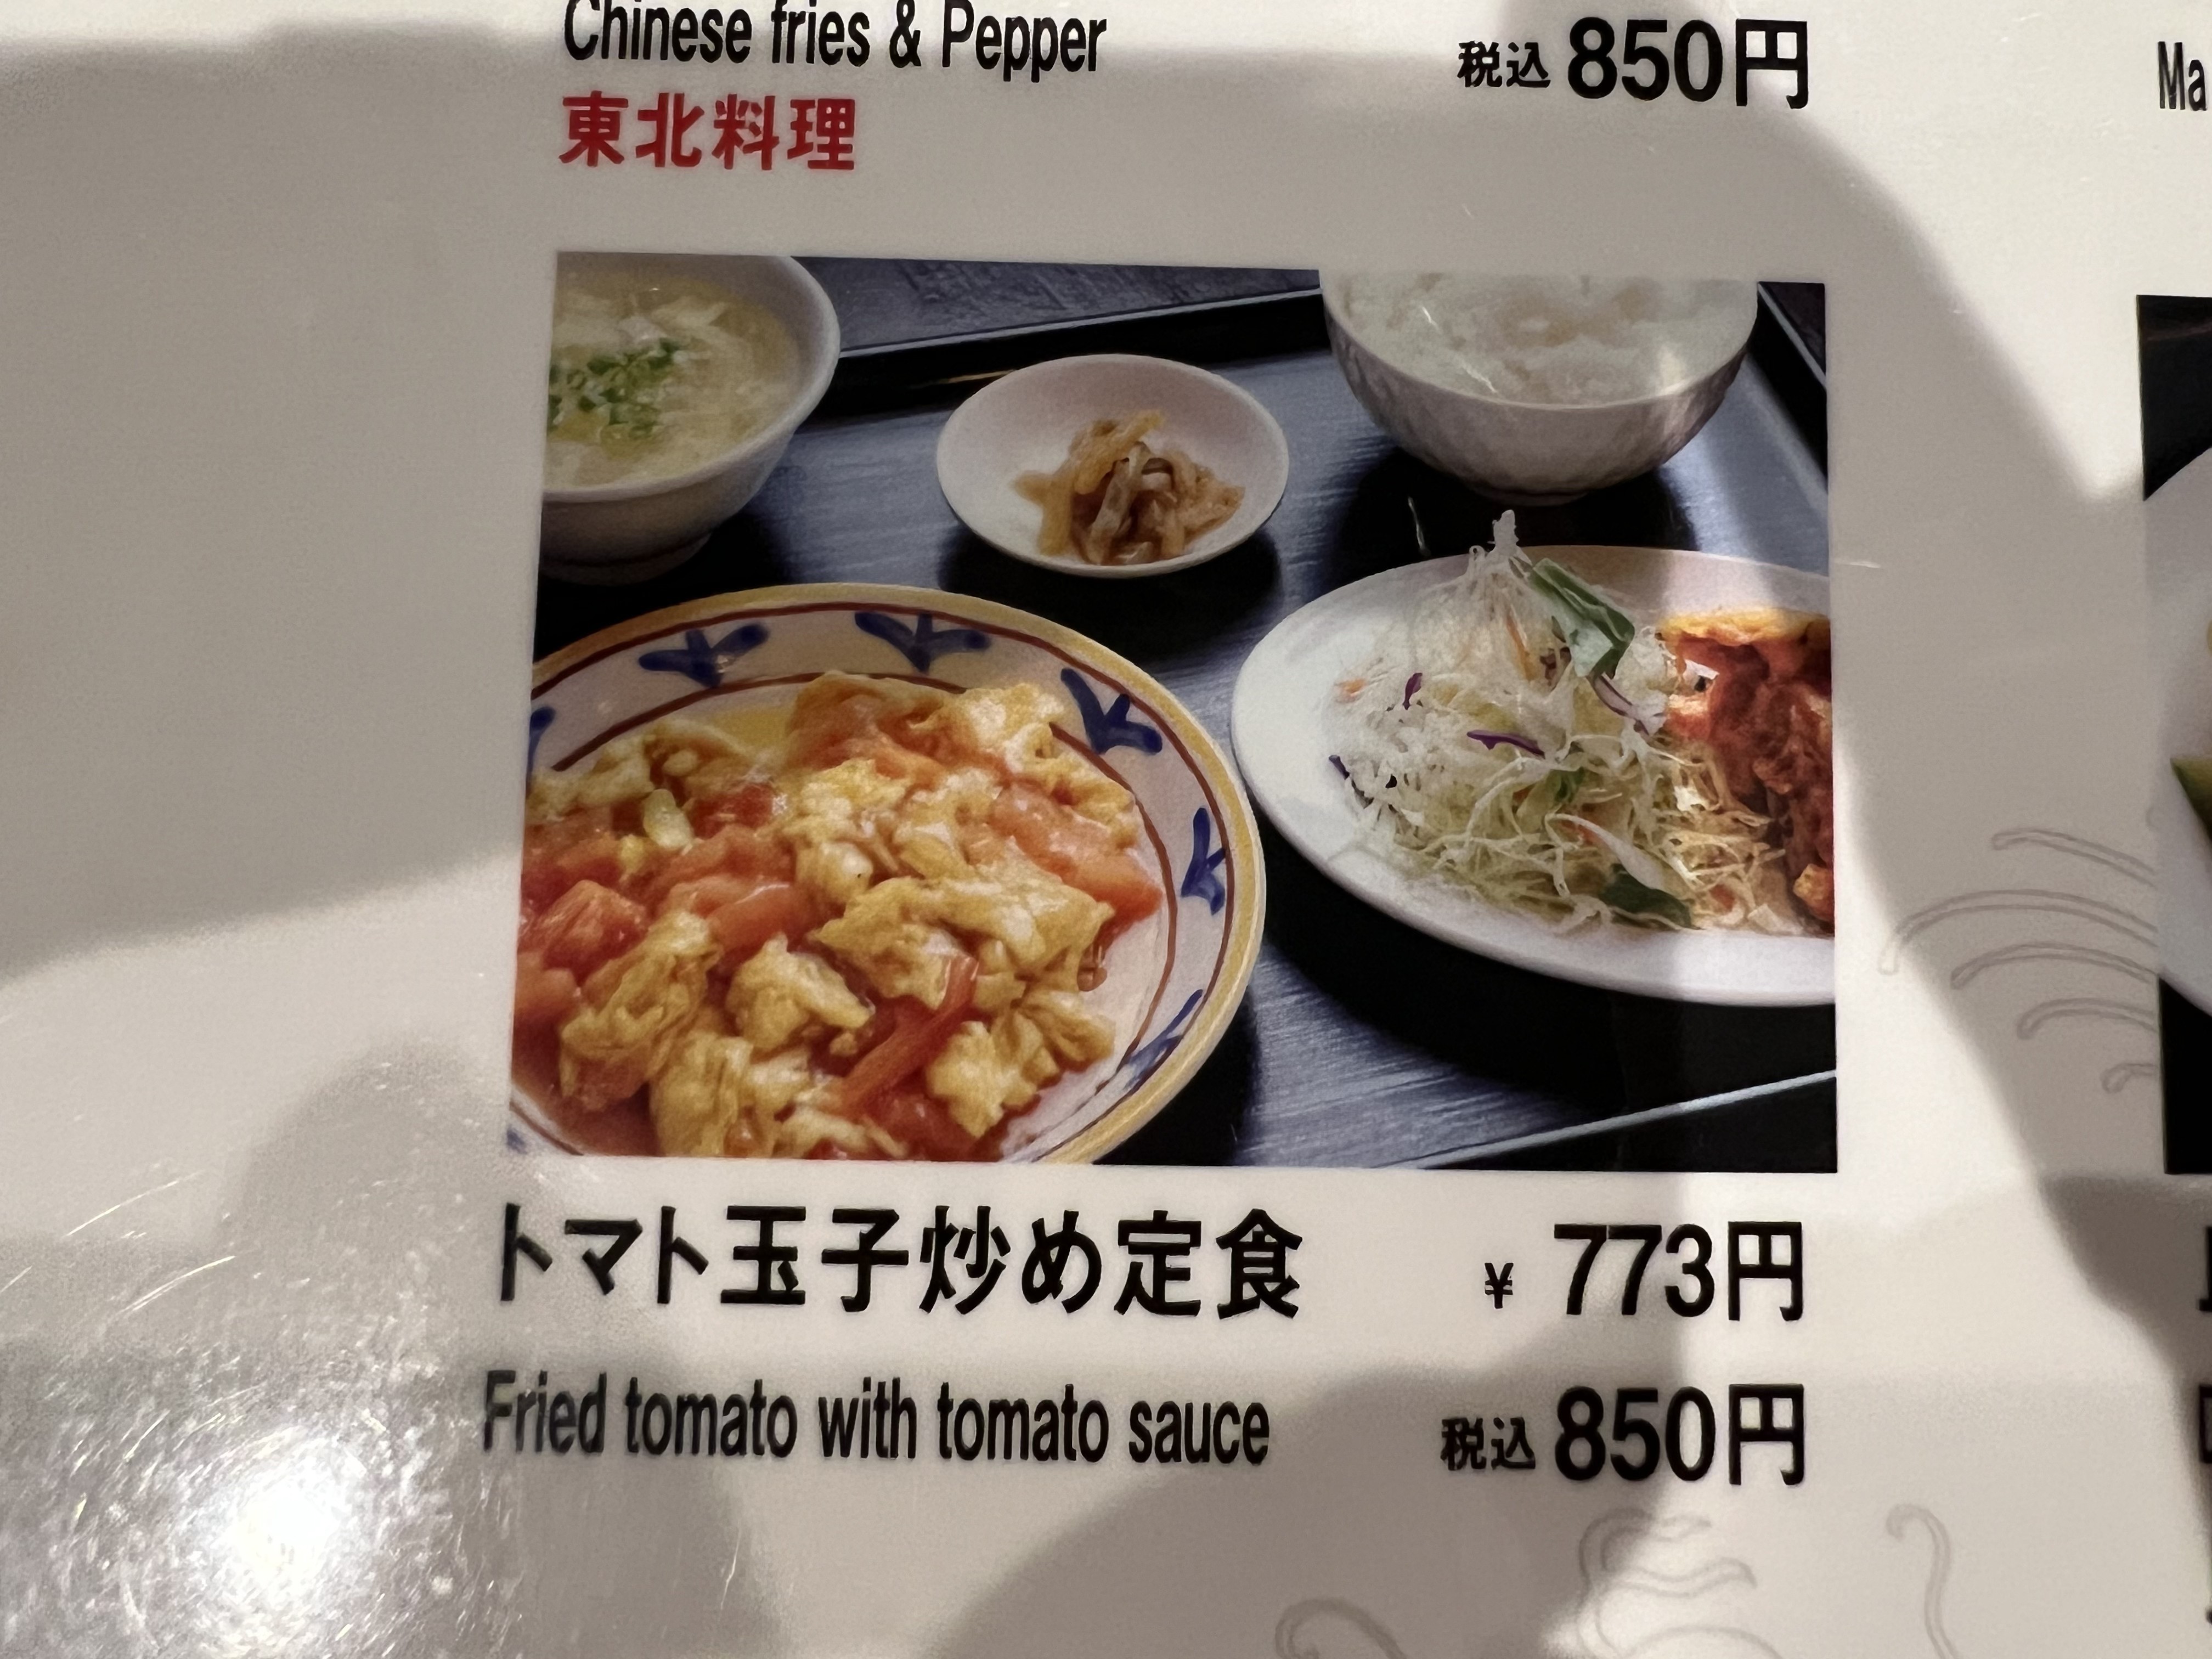 Chinese fries & Pepper
税込 850円
東北料理
トマト玉子炒め定食
¥ 773円
Fried tomato with tomato sauce
税込 850円
Ma